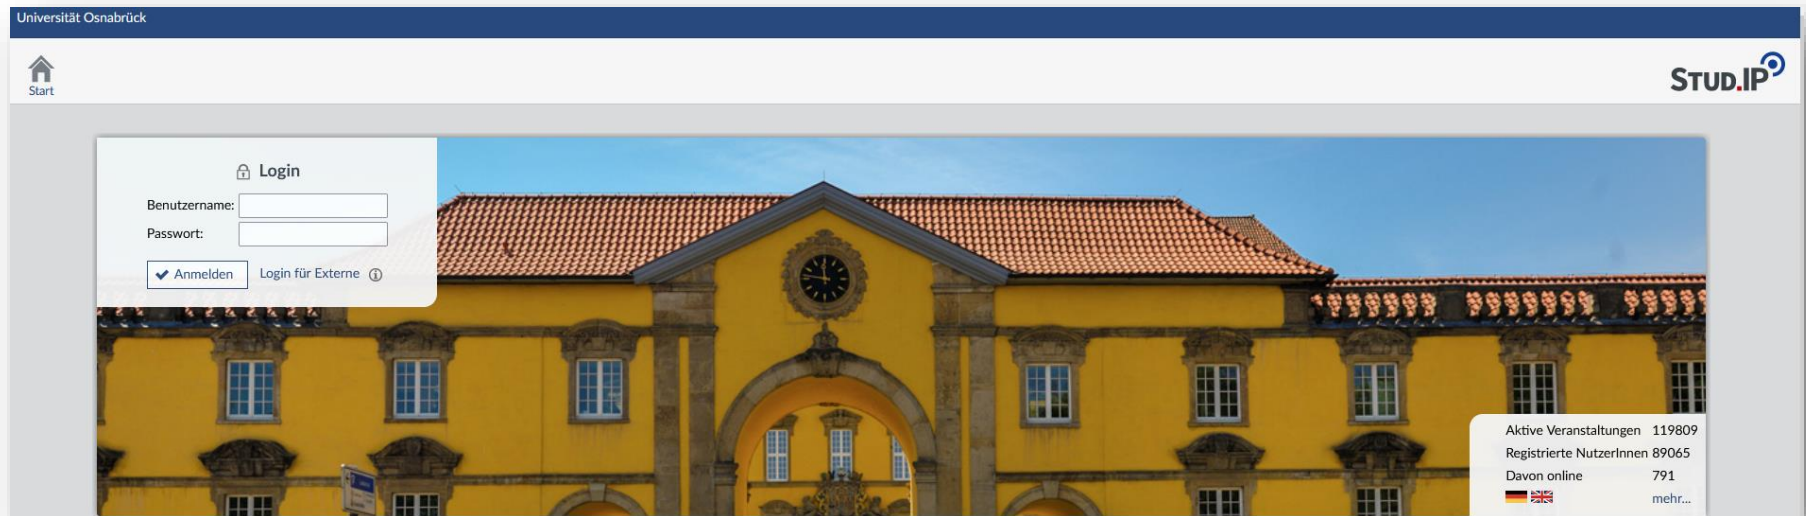 Universität Osnabrück
Start
STUD.IP
Login
Benutzername:
Passwort:
Anmelden Login für Externe
Aktive Veranstaltungen 119809
Registrierte NutzerInnen 89065
Davon online 791
mehr...